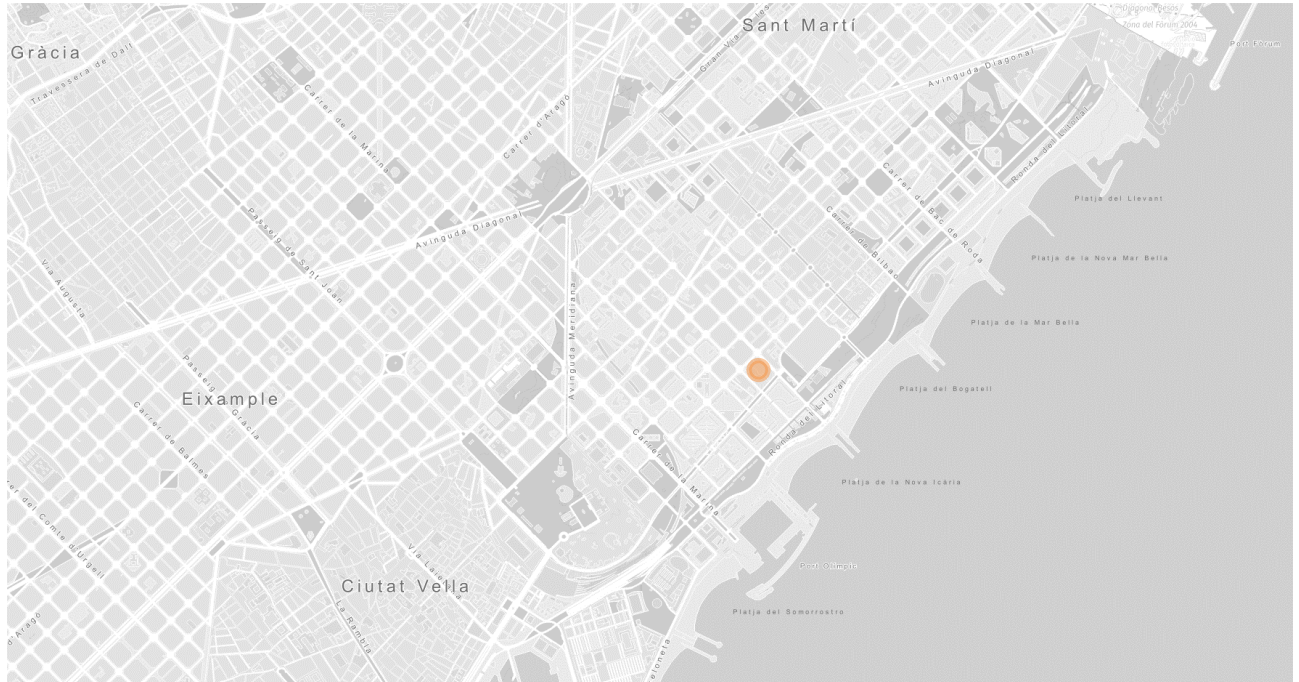 Diagonal Besòs/
Zona del Fòrum 2004
Sant Martí
Port Fòrum
Gràcia
Gran Via
Travessera de Dalt
Avinguda Diagonal
Carrer de la Marina
Carrer d'Aragó
Ronda del Litoral
Carrer de Bac de Roda
Platja del Llevant
Carrer de Bilbao
Passeig de Sant Joan
Avinguda Diagonal
Platja de la Nova Mar Bella
Via Augusta
Avinguda Meridiana
Platja de la Mar Bella
Passeig de Gràcia
Eixample
Platja del Bogatell
Carrer de Balmes
Ronda del Litoral
Carrer de la Marina
Platja de la Nova Icària
rer del Comte d'Urgell
Via Laietana
Port Olímpic
Ciutat Vella
Platja del Somorrostro
La Rambla
d'Aragó
eloneta